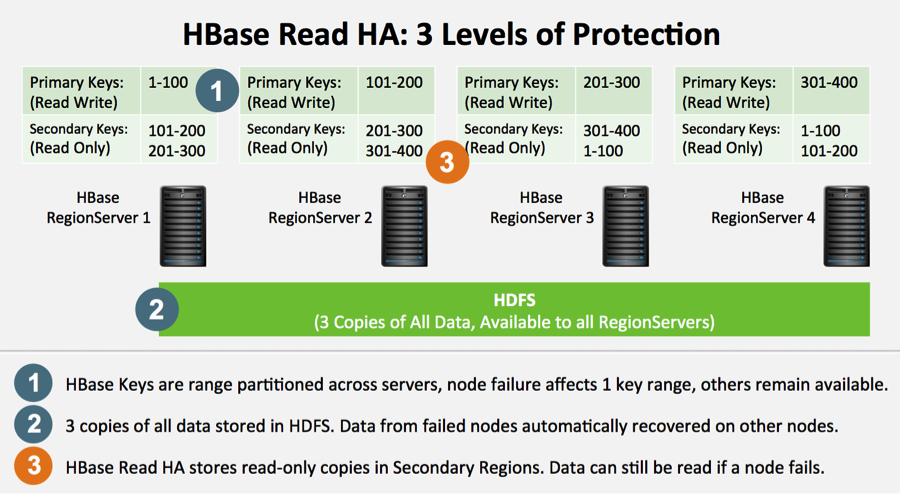 HBase Read HA: 3 Levels of Protection
Primary Keys: 1-100
(Read Write)
Secondary Keys: 101-200
(Read Only) 201-300
1
Primary Keys: 101-200
(Read Write)
Secondary Keys: 201-300
(Read Only) 301-400
Primary Keys: 201-300
(Read Write)
Secondary Keys: 301-400
(Read Only) 1-100
3
Primary Keys: 301-400
(Read Write)
Secondary Keys: 1-100
(Read Only) 101-200
HBase
RegionServer 1
HBase
RegionServer 2
HBase
RegionServer 3
HBase
RegionServer 4
2
HDFS
(3 Copies of All Data, Available to all RegionServers)
1 HBase Keys are range partitioned across servers, node failure affects 1 key range, others remain available.
2 3 copies of all data stored in HDFS. Data from failed nodes automatically recovered on other nodes.
3 HBase Read HA stores read-only copies in Secondary Regions. Data can still be read if a node fails.